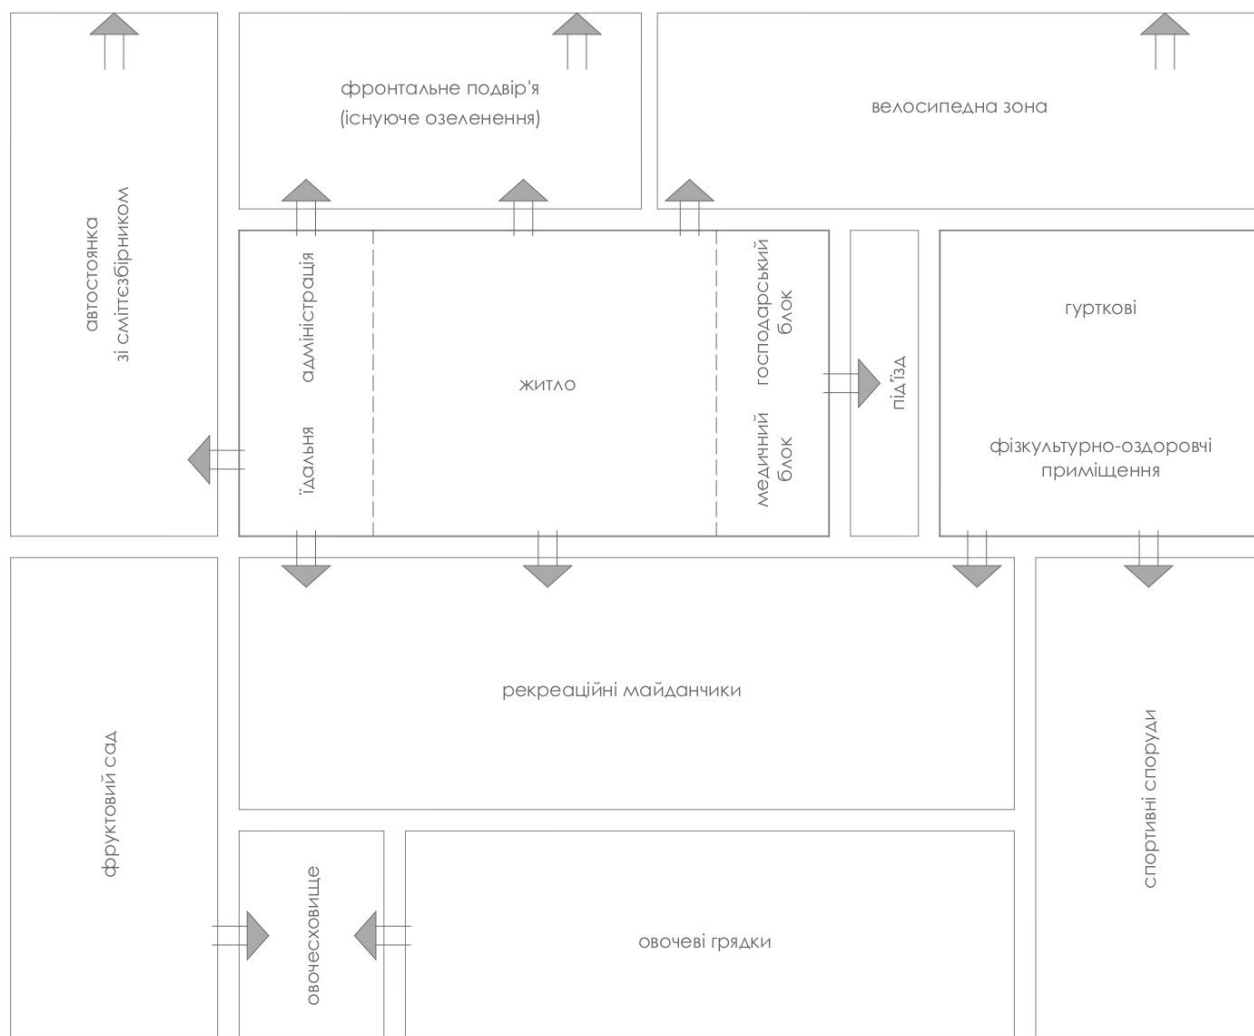 фронтальне подвір'я
(існуюче озеленення)
велосипедна зона
автостоянка
зі сміттєзбірником
адміністрація
їдальня
житло
господарський
блок
медичний
блок
під'їзд
гурткові
фізкультурно-оздоровчі
приміщення
рекреаційні майданчики
фруктовий сад
спортивні споруди
овочесховище
овочеві грядки